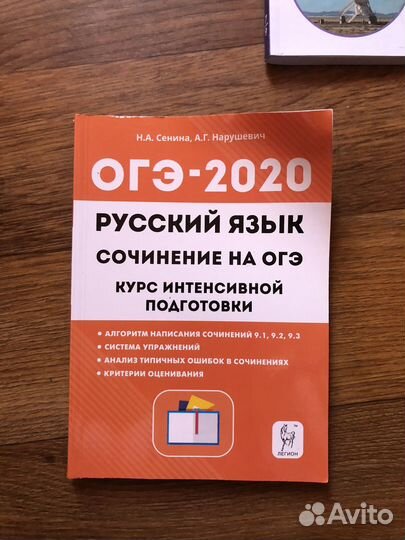 Н.А. Сенина, А.Г. Нарушевич
ОГЭ-2020
РУССКИЙ ЯЗЫК
СОЧИНЕНИЕ НА ОГЭ
КУРС ИНТЕНСИВНОЙ
ПОДГОТОВКИ
• АЛГОРИТМ НАПИСАНИЯ СОЧИНЕНИЙ 9.1, 9.2, 9.3
• СИСТЕМА УПРАЖНЕНИЙ
• АНАЛИЗ ТИПИЧНЫХ ОШИБОК В СОЧИНЕНИЯХ
• КРИТЕРИИ ОЦЕНИВАНИЯ
ЛЕГИОН
Avito